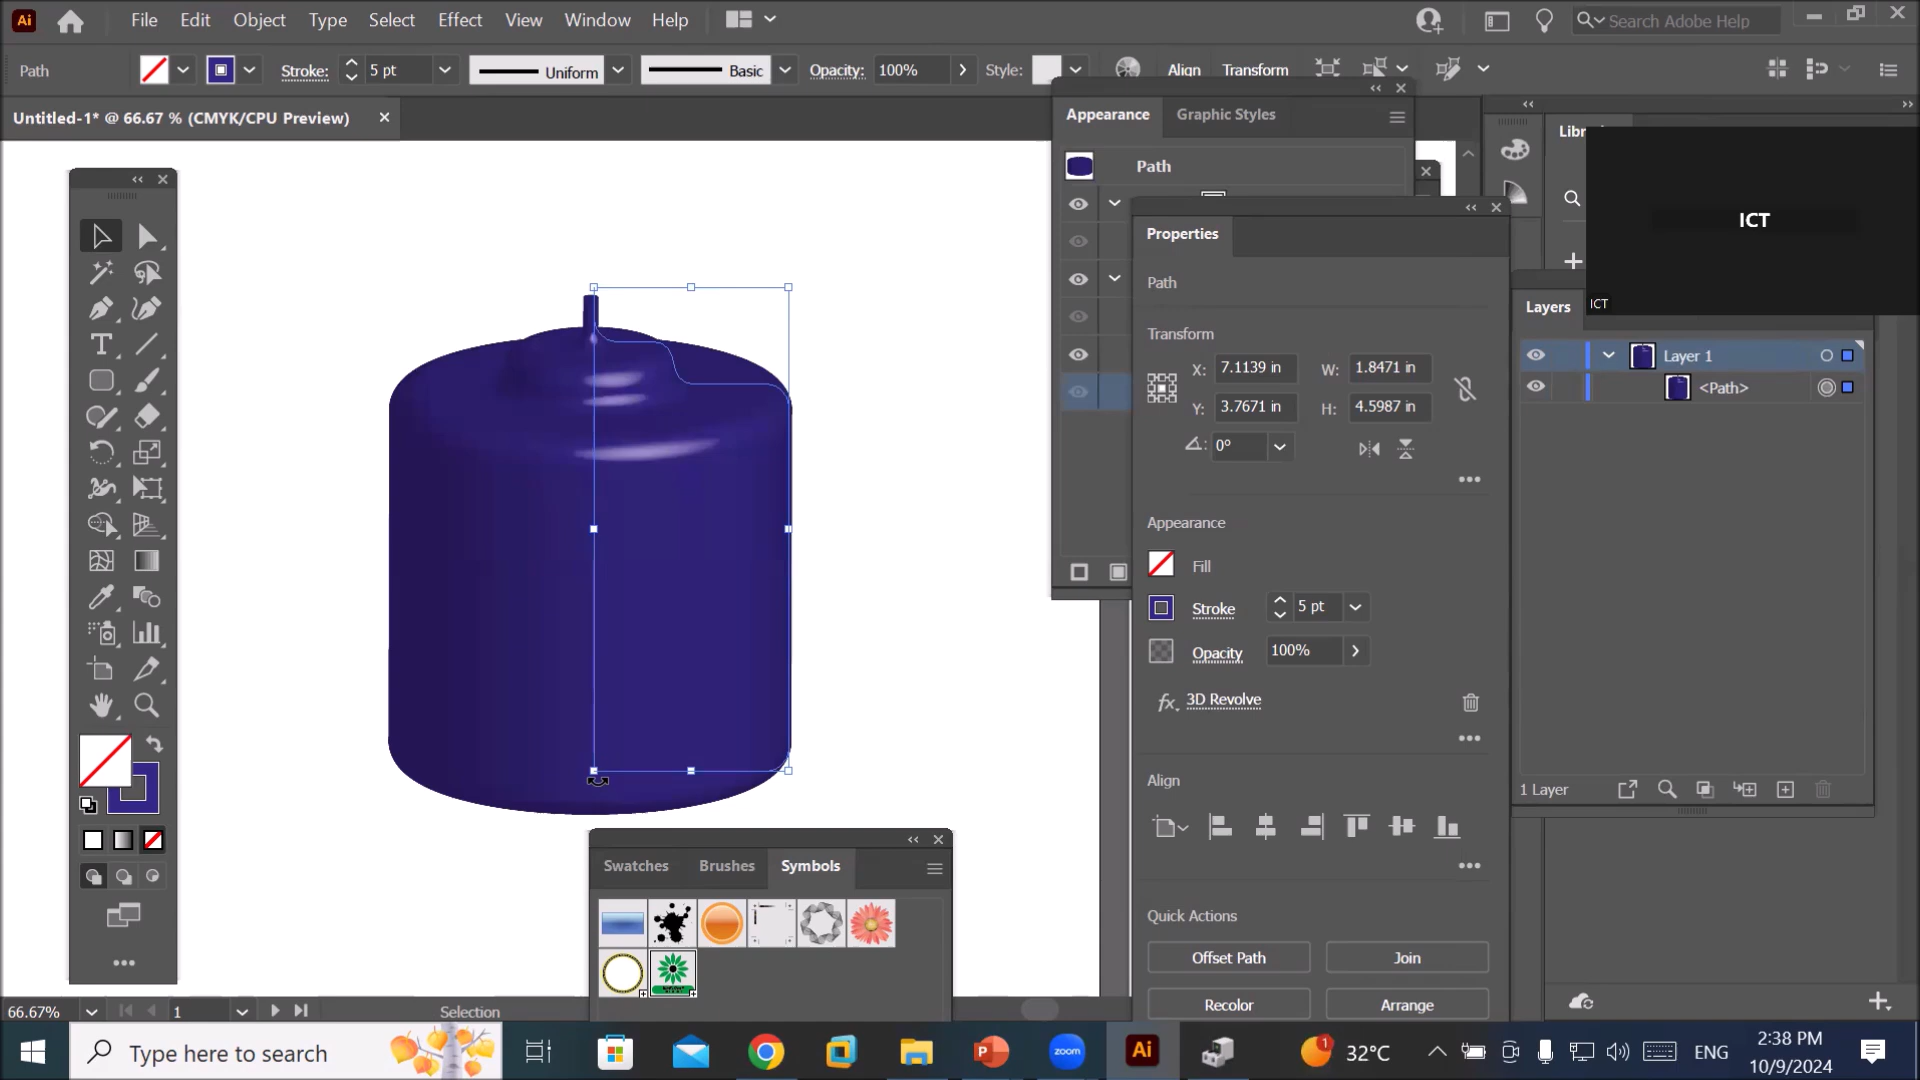 Ai File Edit Object Type Select Effect View Window Help Search Adobe Help
Path Stroke: 5 pt Uniform Basic Opacity: 100% Style: Align Transform
Untitled-1* @ 66.67 % (CMYK/CPU Preview)
Appearance Graphic Styles
Path
Properties
Path
Transform
X: 7.1139 in W: 1.8471 in
Y: 3.7671 in H: 4.5987 in
0°
Appearance
Fill
Stroke 5 pt
Opacity 100%
fx. 3D Revolve
Align
Quick Actions
Offset Path Join
Recolor Arrange
ICT
ICT
Layers
Layer 1
<Path>
1 Layer
Swatches Brushes Symbols
66.67% 1 Selection
Type here to search
zoom
Ai
1
32°C
ENG
2:38 PM
10/9/2024